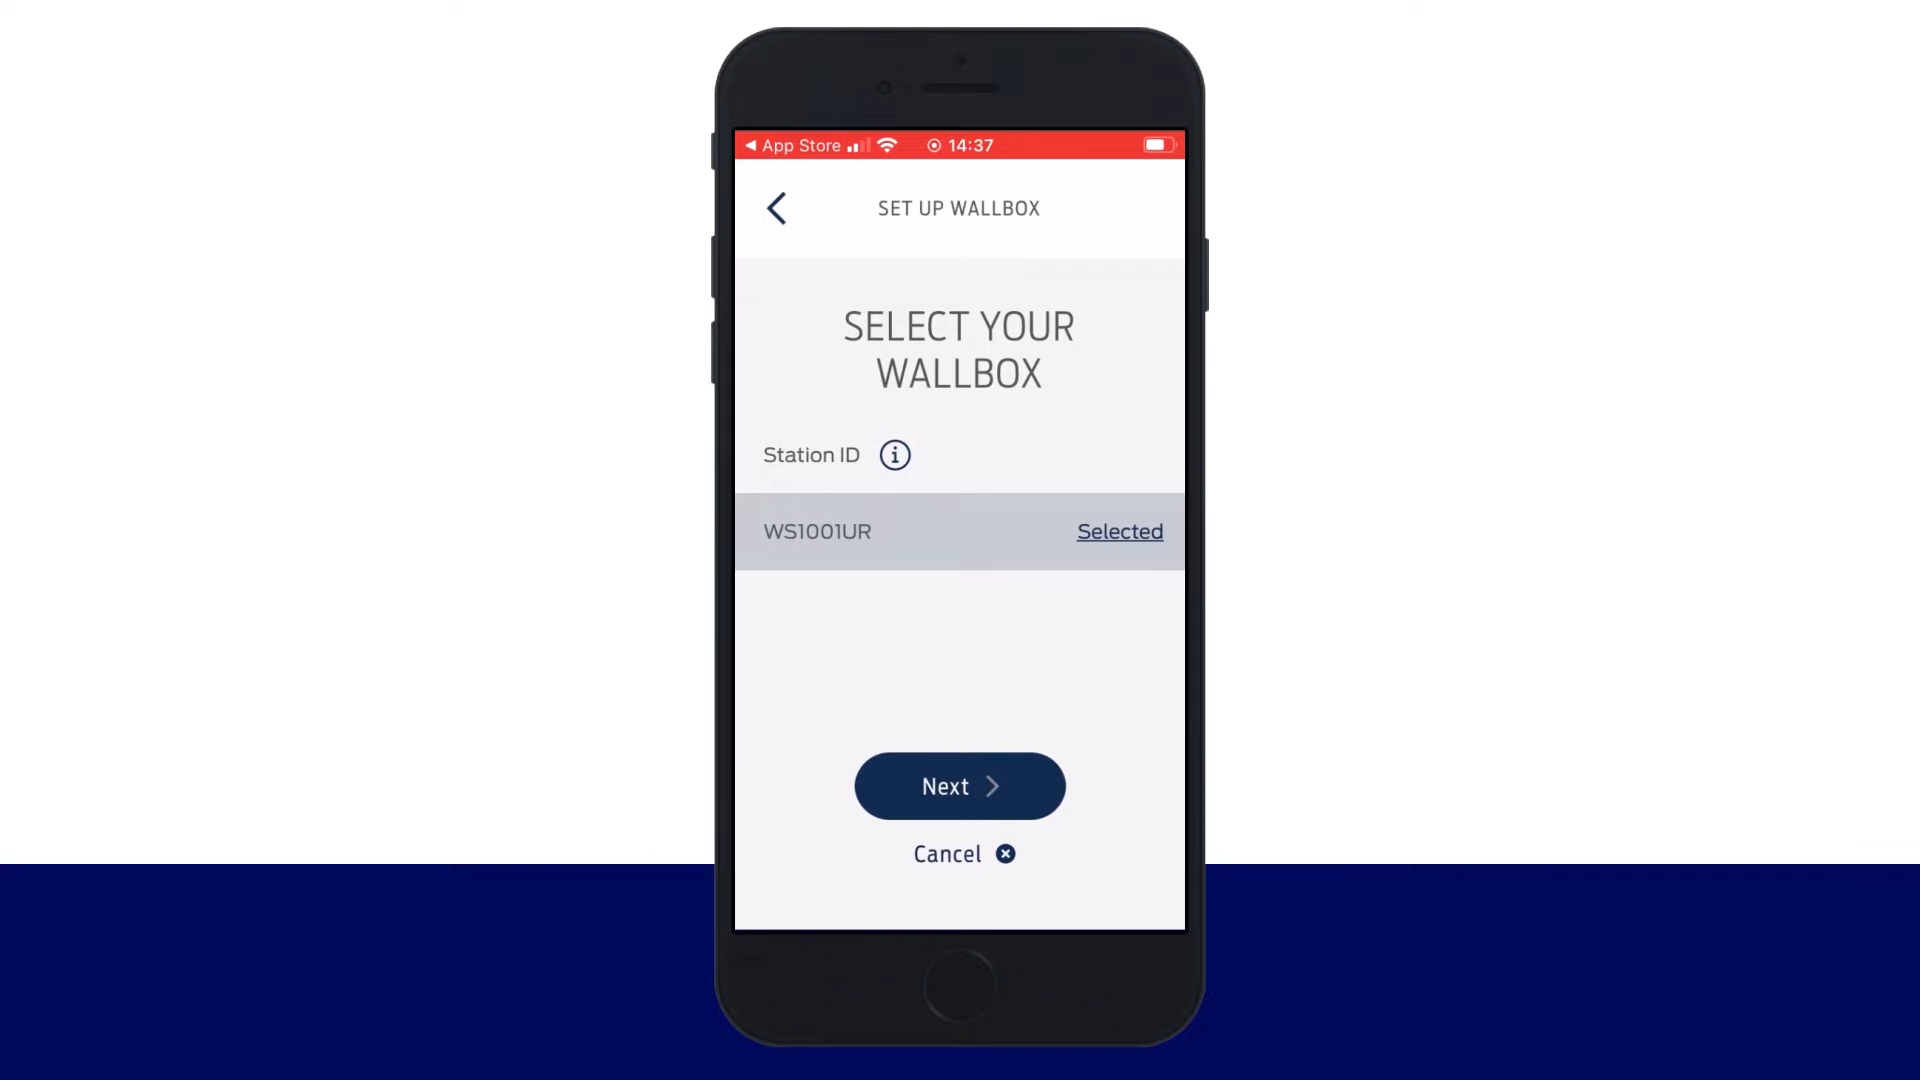 App Store 14:37
SET UP WALLBOX
SELECT YOUR
WALLBOX
Station ID
WS1001UR Selected
Next
Cancel